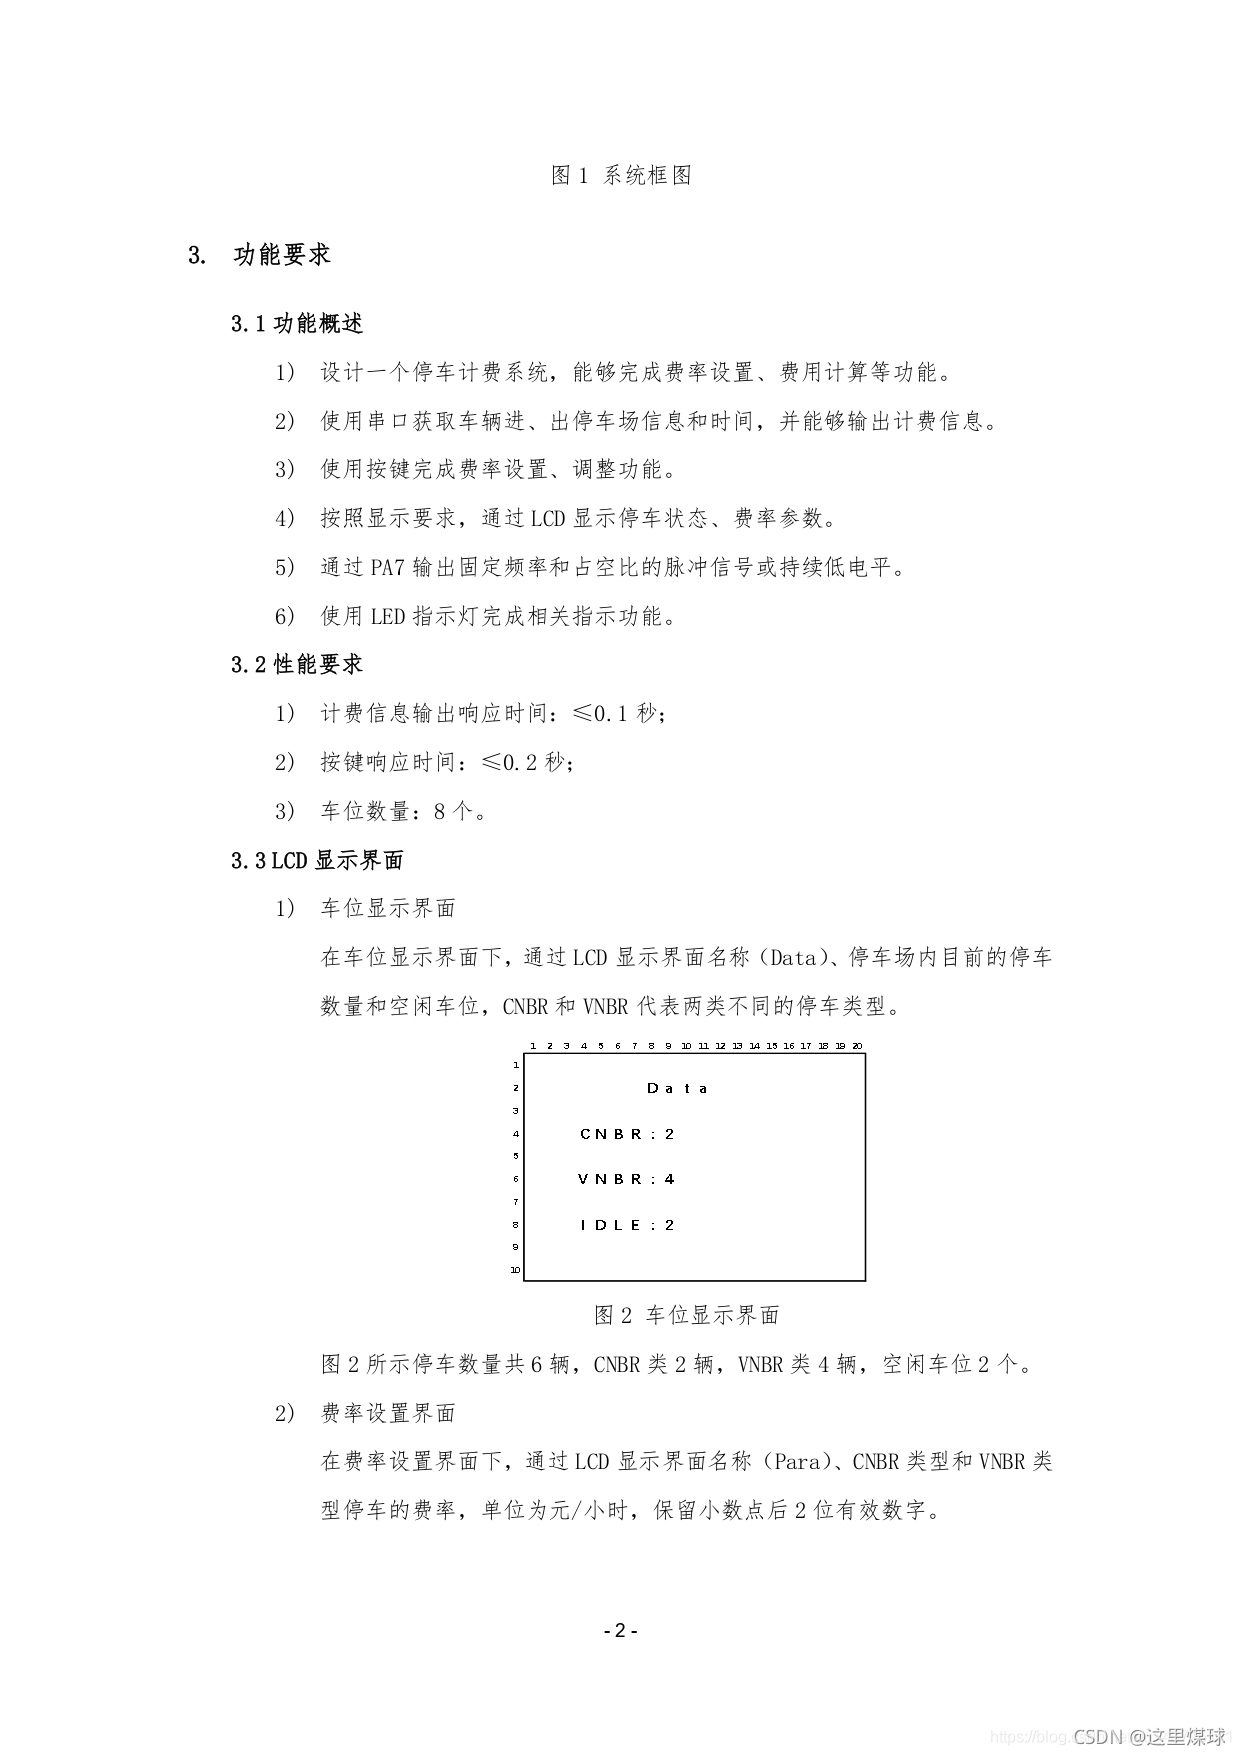 图 1 系统框图
3. 功能要求
3.1 功能概述
1) 设计一个停车计费系统，能够完成费率设置、费用计算等功能。
2) 使用串口获取车辆进、出停车场信息和时间，并能够输出计费信息。
3) 使用按键完成费率设置、调整功能。
4) 按照显示要求，通过 LCD 显示停车状态、费率参数。
5) 通过 PA7 输出固定频率和占空比的脉冲信号或持续低电平。
6) 使用 LED 指示灯完成相关指示功能。
3.2 性能要求
1) 计费信息输出响应时间：≤0.1 秒；
2) 按键响应时间：≤0.2 秒；
3) 车位数量：8 个。
3.3 LCD 显示界面
1) 车位显示界面
在车位显示界面下，通过 LCD 显示界面名称（Data）、停车场内目前的停车
数量和空闲车位，CNBR 和 VNBR 代表两类不同的停车类型。
1 2 3 4 5 6 7 8 9 10 11 12 13 14 15 16 17 18 19 20
1
2 Data
3
4 CNBR:2
5
6 VNBR:4
7
8 IDLE:2
9
10
图 2 车位显示界面
图 2 所示停车数量共 6 辆，CNBR 类 2 辆，VNBR 类 4 辆，空闲车位 2 个。
2) 费率设置界面
在费率设置界面下，通过 LCD 显示界面名称（Para）、CNBR 类型和 VNBR 类
型停车的费率，单位为元/小时，保留小数点后 2 位有效数字。
- 2 -
CSDN @这里煤球